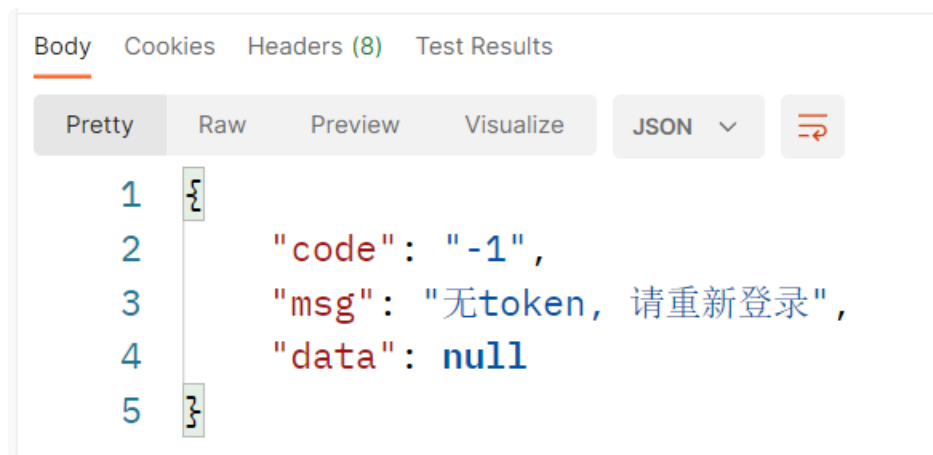 Body Cookies Headers (8) Test Results
Pretty Raw Preview Visualize JSON
1 {
2 "code": "-1",
3 "msg": "无token, 请重新登录",
4 "data": null
5 }